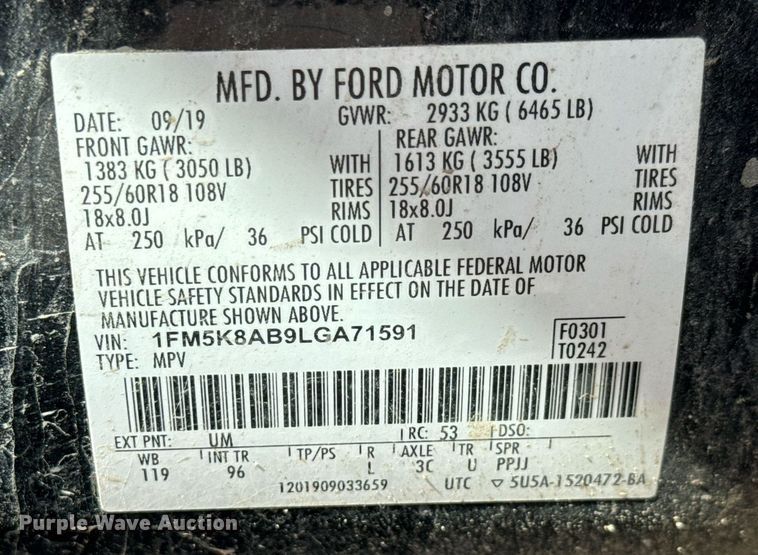 MFD. BY FORD MOTOR CO.
DATE: 09/19 GVWR: 2933 KG ( 6465 LB)
FRONT GAWR: REAR GAWR:
1383 KG ( 3050 LB) WITH 1613 KG ( 3555 LB) WITH
255/60R18 108V TIRES 255/60R18 108V TIRES
18x8.0J RIMS 18x8.0J RIMS
AT 250 kPa/ 36 PSI COLD AT 250 kPa/ 36 PSI COLD
THIS VEHICLE CONFORMS TO ALL APPLICABLE FEDERAL MOTOR
VEHICLE SAFETY STANDARDS IN EFFECT ON THE DATE OF
MANUFACTURE SHOWN ABOVE.
VIN: 1FM5K8AB9LGA71591 F0301
TYPE: MPV T0242
EXT PNT: UM RC: 53 DSO:
WB INT TR TP/PS R AXLE TR SPR
119 96 L 3C U PPJJ
1201909033659 UTC ▽ 5U5A-1520472-BA
Purple Wave Auction